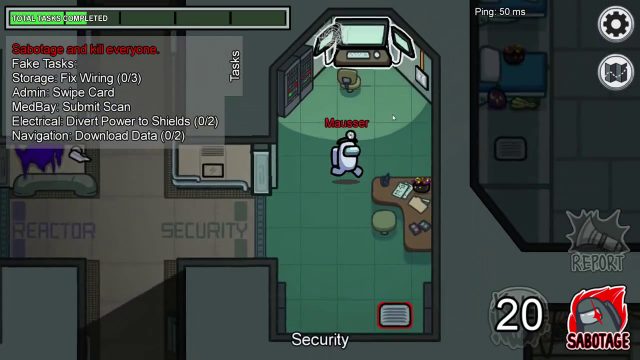 TOTAL TASKS COMPLETED
Ping: 50 ms
Sabotage and kill everyone.
Fake Tasks:
Storage: Fix Wiring (0/3)
Admin: Swipe Card
MedBay: Submit Scan
Electrical: Divert Power to Shields (0/2)
Navigation: Download Data (0/2)
Tasks
Mausser
REACTOR
SECURITY
REPORT
20
SABOTAGE
Security